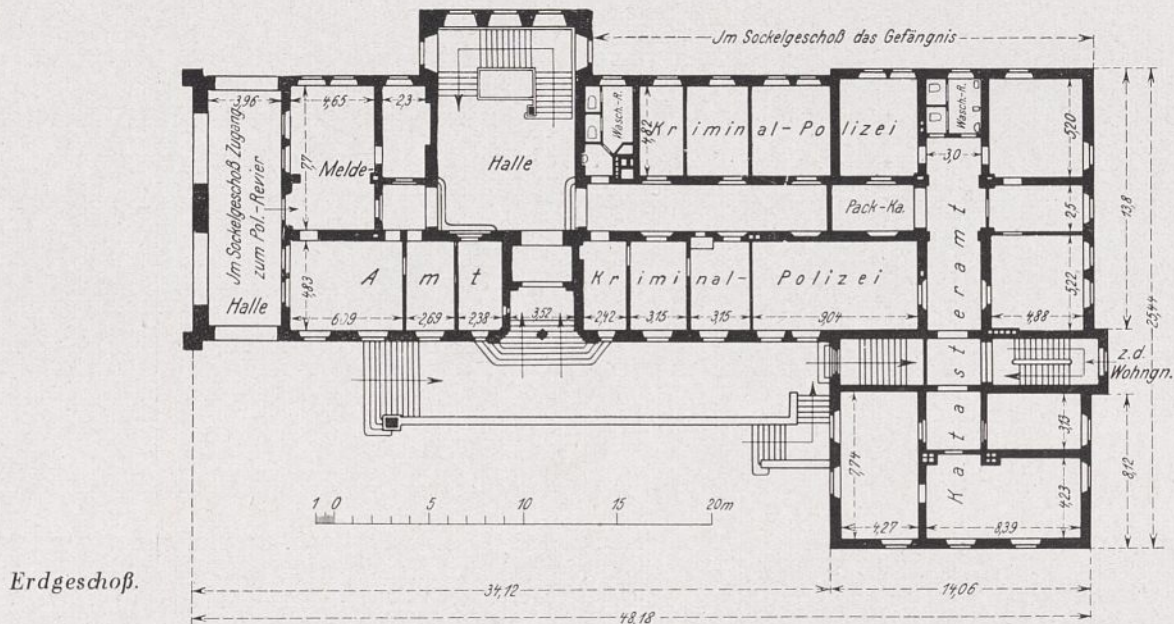 Jm Sockelgeschoß das Gefängnis
3,96
4,65
2,3
4,82
Wasch-R.
Kriminal-Polizei
Wasch.-R.
5,20
Jm Sockelgeschoß Zugang
zum Pol.-Revier
Halle
7,7
Melde-
Halle
3,0
13,8
25,44
Pack-Ka.
2,5
4,83
Amt
6,09
2,69
2,38
3,52
Kriminal-Polizei
2,42
3,15
3,15
9,04
5,22
4,88
Katasteramt
z.d.
Wohngn.
7,74
3,13
8,12
4,23
4,27
8,39
1 0 5 10 15 20m
Erdgeschoß.
34,12
14,06
48,18